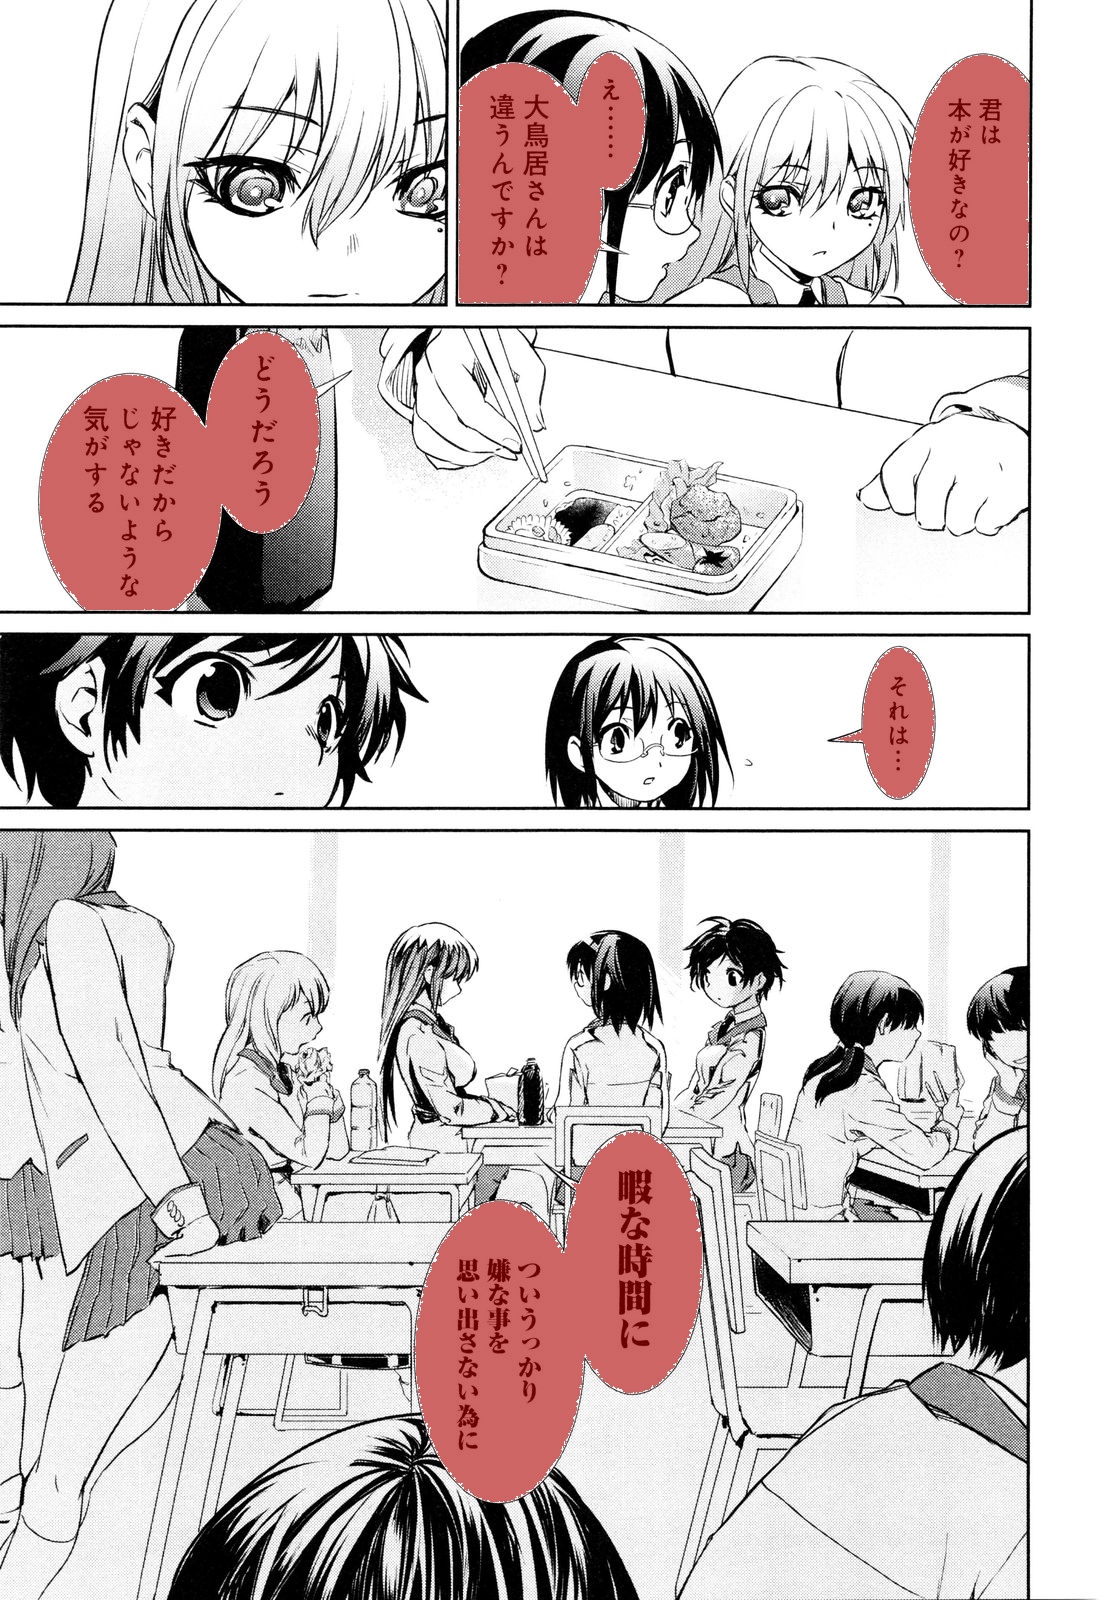 君は
本が好きなの？
え……
大鳥居さんは
違うんですか？
どうだろう
好きだから
じゃないような
気がする
それは…
暇な時間に
ついうっかり
嫌な事を
思い出さない為に